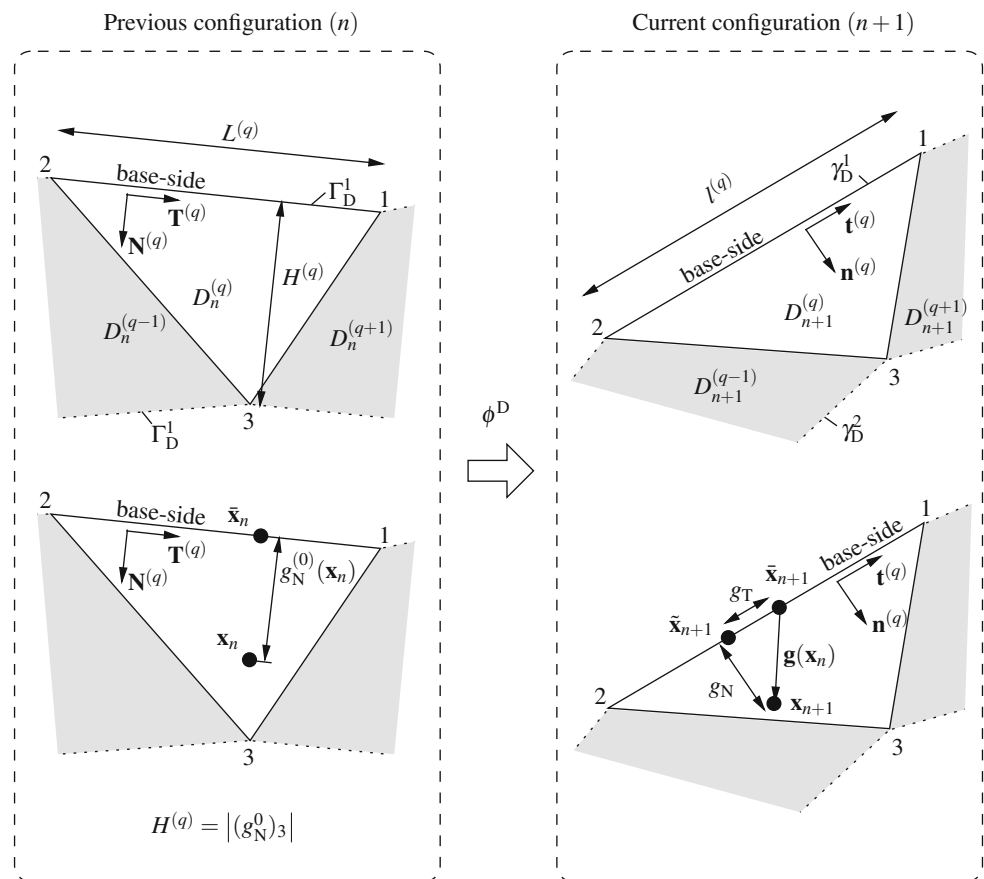 Previous configuration (n)
Current configuration (n + 1)
L^{(q)}
2
base-side
Γ_D^1
1
T^{(q)}
N^{(q)}
H^{(q)}
D_n^{(q)}
D_n^{(q−1)}
D_n^{(q+1)}
3
Γ_D^1
1
γ_D^1
l^{(q)}
t^{(q)}
base-side
n^{(q)}
D_{n+1}^{(q)}
D_{n+1}^{(q+1)}
2
D_{n+1}^{(q−1)}
3
γ_D^2
ϕ^D
2
base-side
x̄_n
1
T^{(q)}
N^{(q)}
g_N^{(0)}(x_n)
x_n
3
H^{(q)} = |(g_N^0)_3|
1
base-side
x̄_{n+1}
t^{(q)}
g_T
x̃_{n+1}
n^{(q)}
g(x_n)
g_N
2
x_{n+1}
3